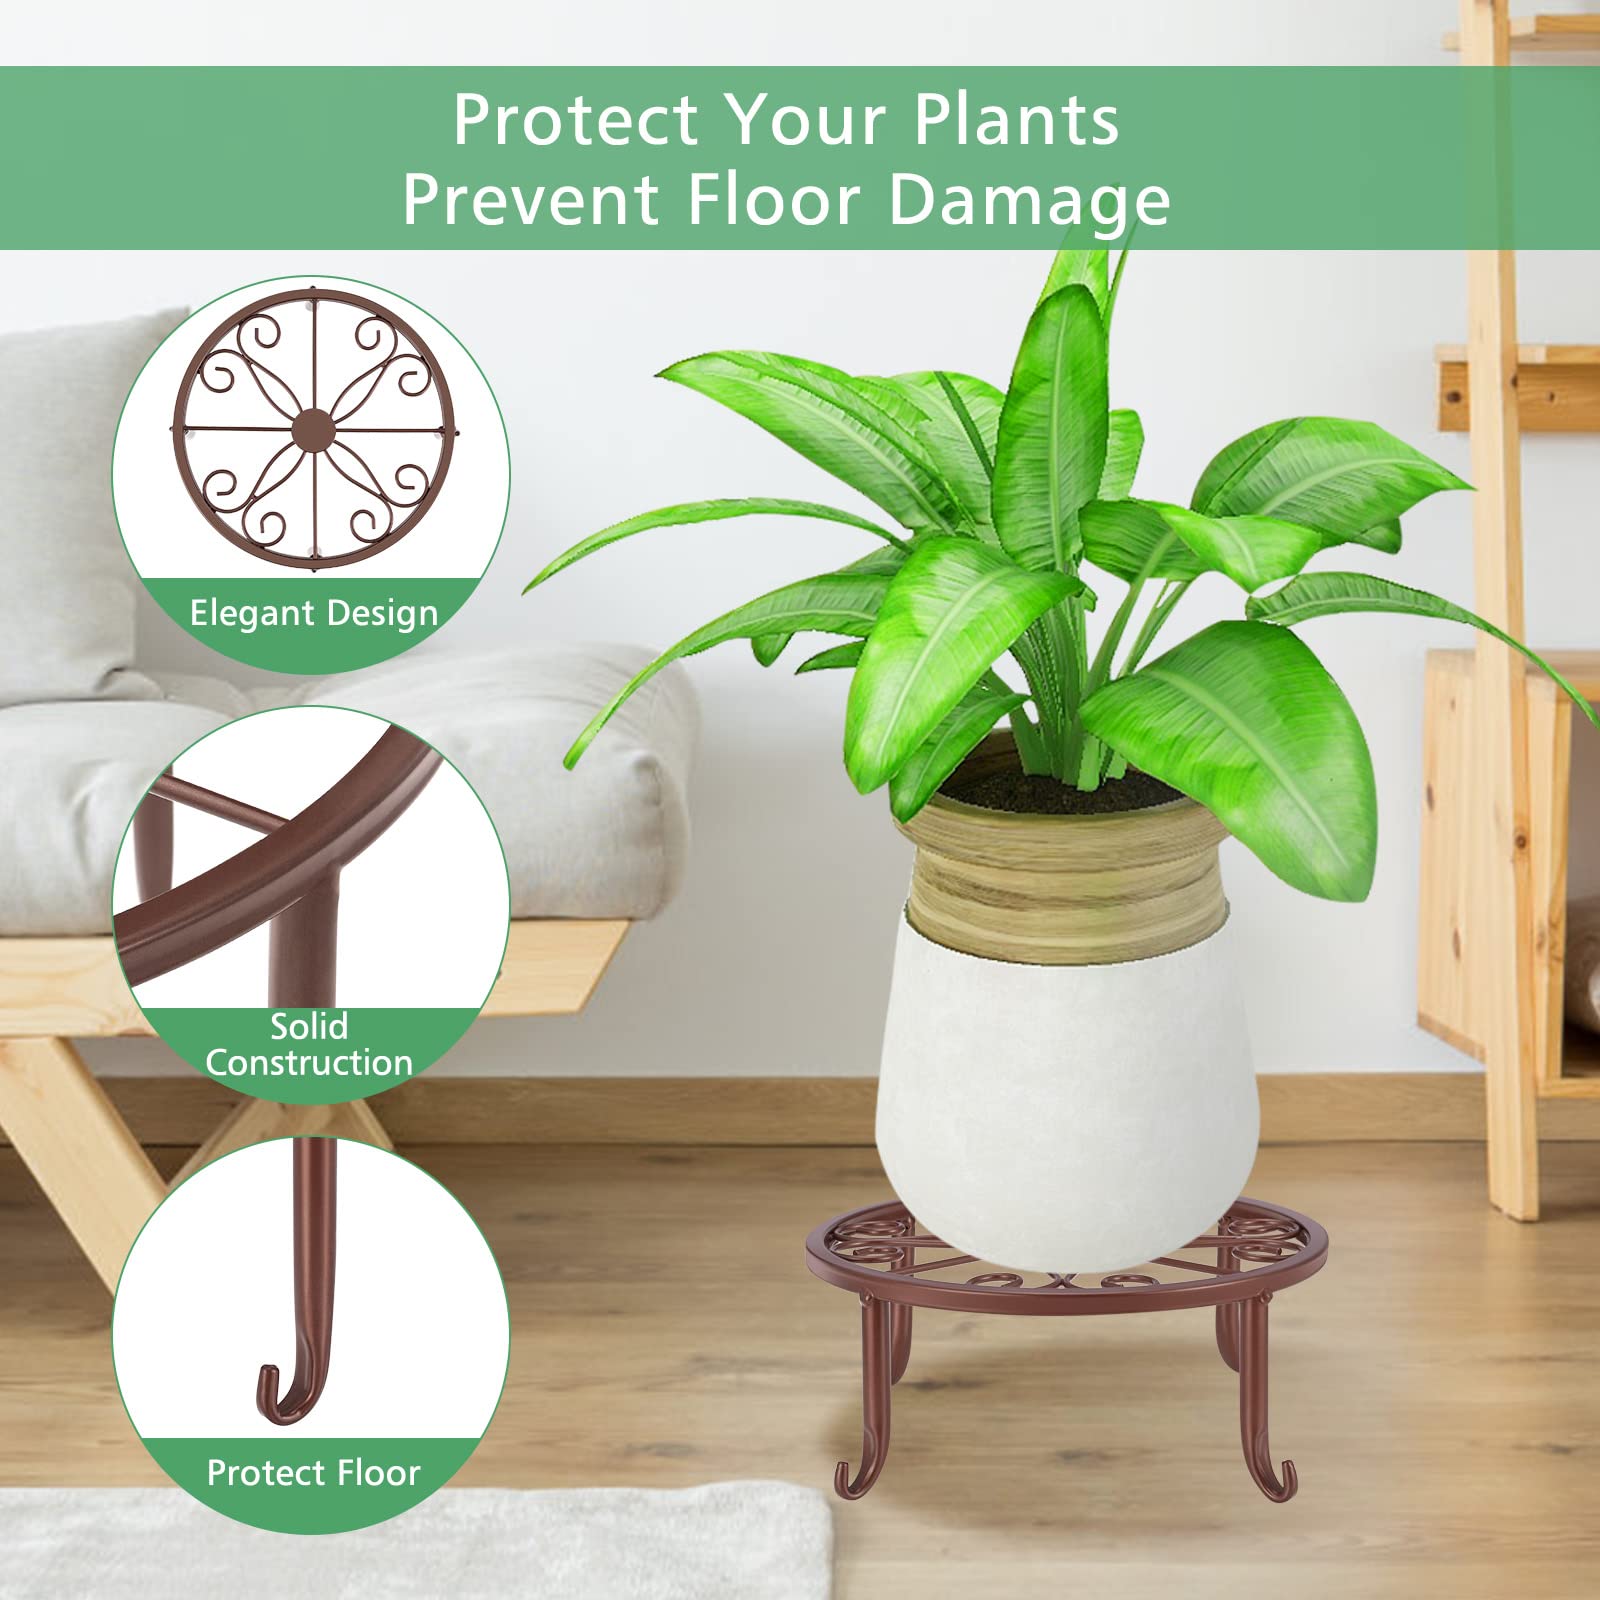 Protect Your Plants
Prevent Floor Damage
Elegant Design
Solid
Construction
Protect Floor